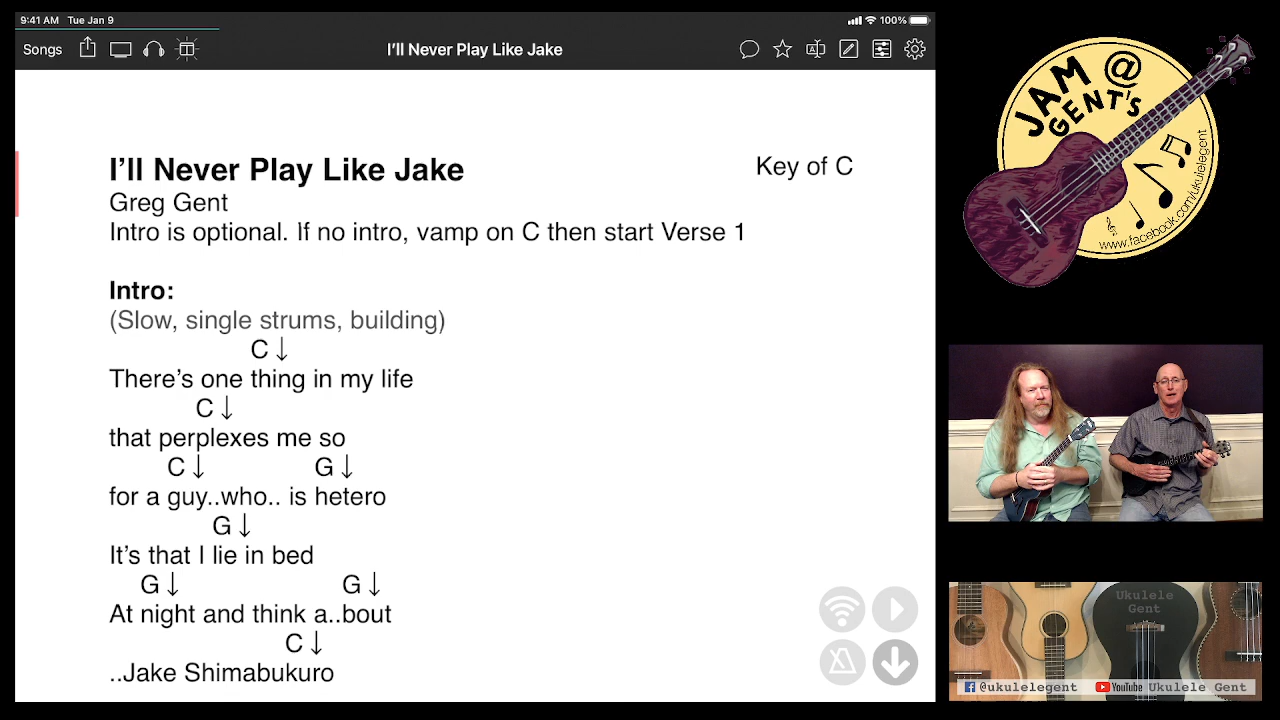 9:41 AM Tue Jan 9
100%
Songs
I'll Never Play Like Jake
I'll Never Play Like Jake
Key of C
Greg Gent
Intro is optional. If no intro, vamp on C then start Verse 1
Intro:
(Slow, single strums, building)
C↓
There's one thing in my life
C↓
that perplexes me so
C↓ G↓
for a guy..who.. is hetero
G↓
It's that I lie in bed
G↓ G↓
At night and think a..bout
C↓
..Jake Shimabukuro
JAM @
GENT'S
www.facebook.com/ukulelegent
Ukulele
Gent
@ukulelegent YouTube Ukulele Gent